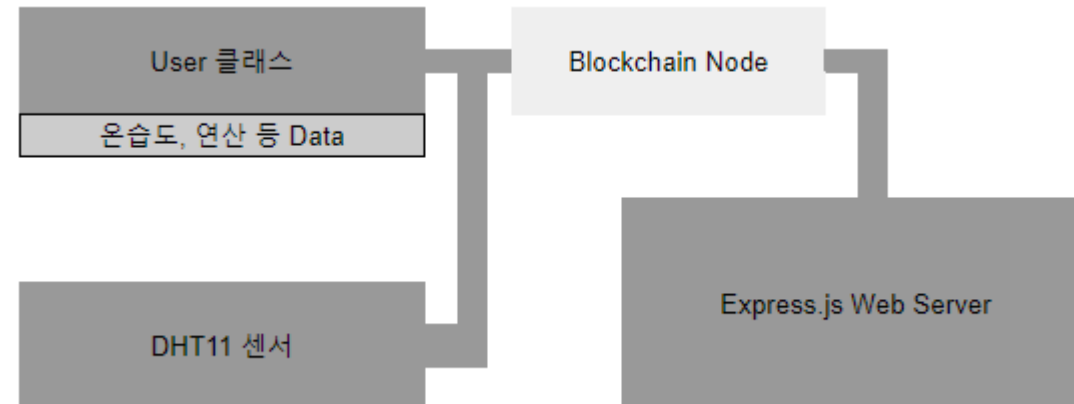 User 클래스
Blockchain Node
온습도, 연산 등 Data
Express.js Web Server
DHT11 센서